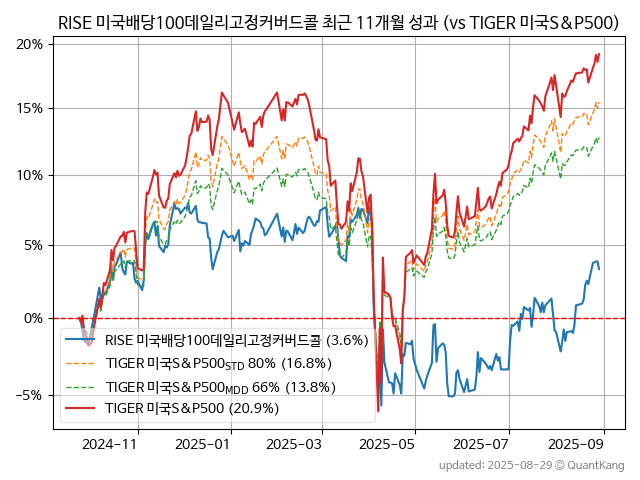 RISE 미국배당100데일리고정커버드콜 최근 11개월 성과 (vs TIGER 미국S&P500)
20%
15%
10%
5%
0%
−5%
RISE 미국배당100데일리고정커버드콜 (3.6%)
TIGER 미국S&P500STD 80% (16.8%)
TIGER 미국S&P500MDD 66% (13.8%)
TIGER 미국S&P500 (20.9%)
2024-11 2025-01 2025-03 2025-05 2025-07 2025-09
updated: 2025-08-29 © QuantKang